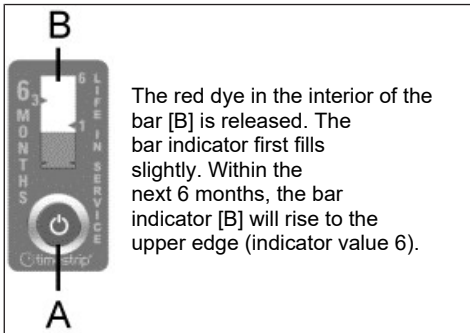 B
6
6
3
1
MONTHS
LIFE IN SERVICE
timestrip®
A
The red dye in the interior of the
bar [B] is released. The
bar indicator first fills
slightly. Within the
next 6 months, the bar
indicator [B] will rise to the
upper edge (indicator value 6).